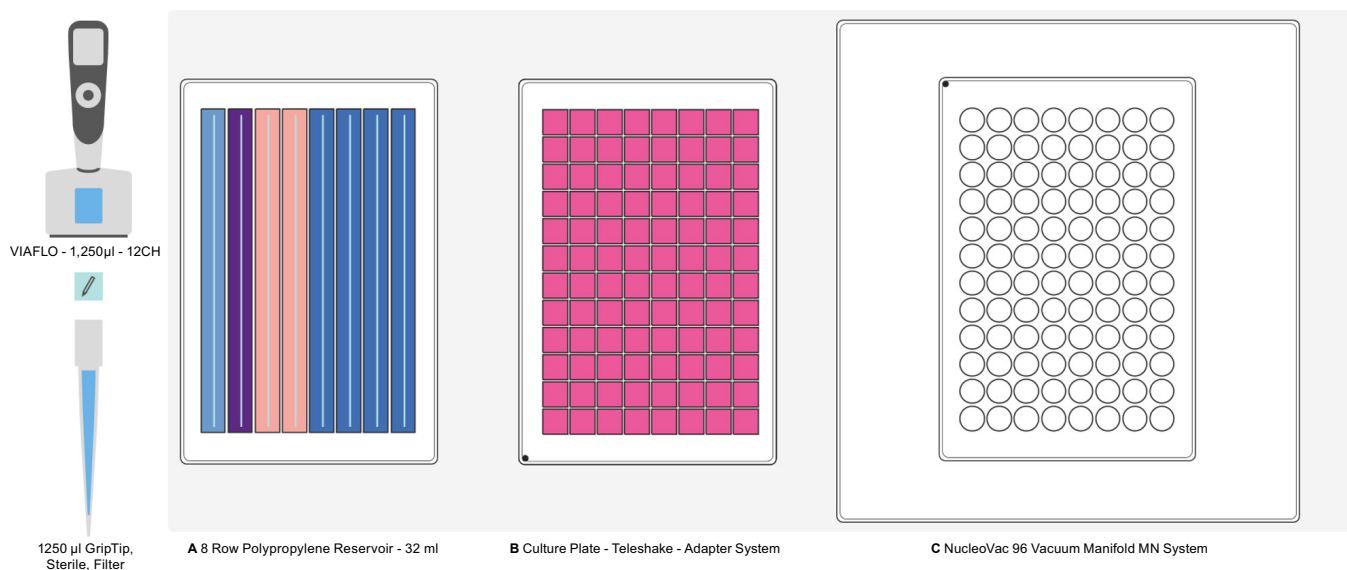 VIAFLO - 1,250µl - 12CH
1250 µl GripTip,
Sterile, Filter
A 8 Row Polypropylene Reservoir - 32 ml
B Culture Plate - Teleshake - Adapter System
C NucleoVac 96 Vacuum Manifold MN System